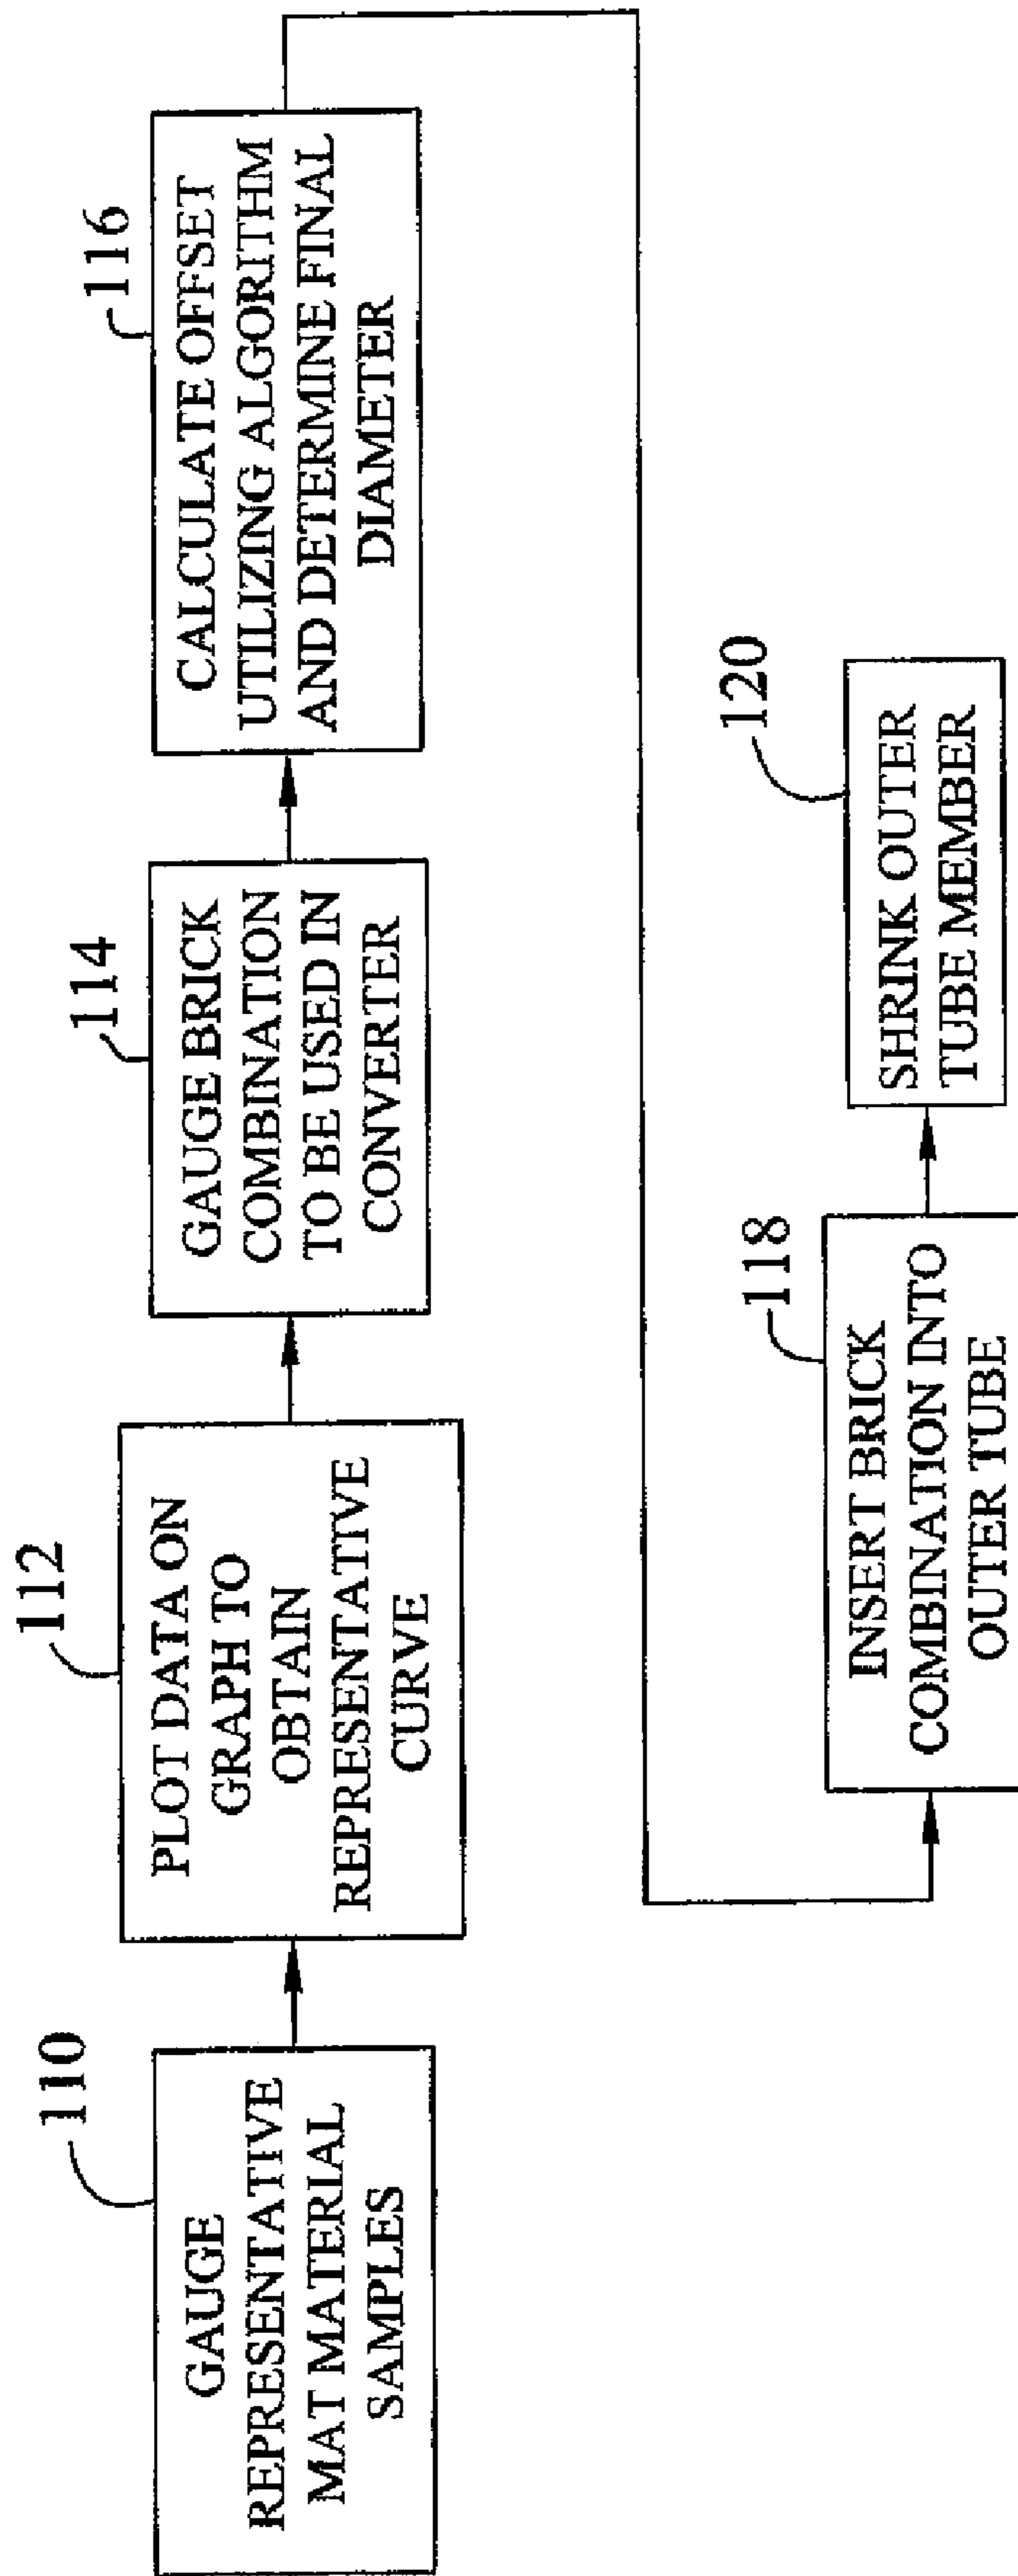 110
GAUGE
REPRESENTATIVE
MAT MATERIAL
SAMPLES
112
PLOT DATA ON
GRAPH TO
OBTAIN
REPRESENTATIVE
CURVE
114
GAUGE BRICK
COMBINATION
TO BE USED IN
CONVERTER
116
CALCULATE OFFSET
UTILIZING ALGORITHM
AND DETERMINE FINAL
DIAMETER
118
INSERT BRICK
COMBINATION INTO
OUTER TUBE
120
SHRINK OUTER
TUBE MEMBER